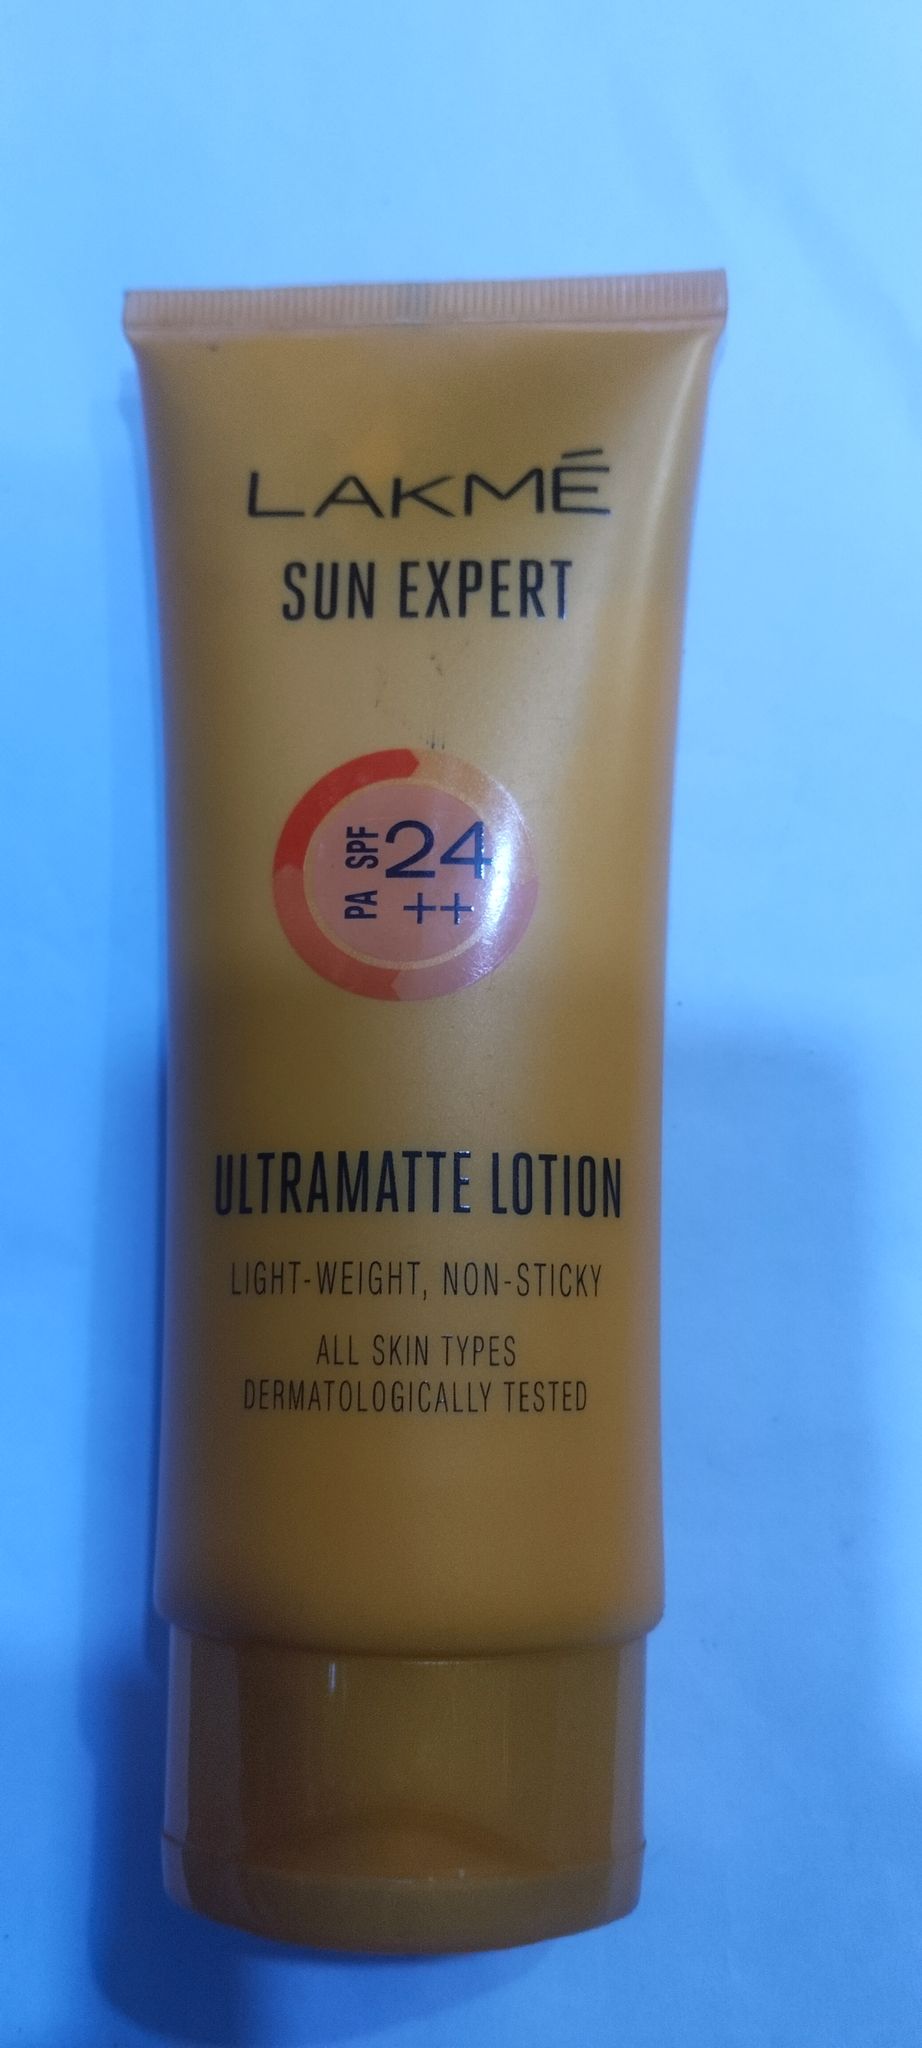 LAKMÉ
SUN EXPERT
SPF 24
PA ++
ULTRAMATTE LOTION
LIGHT-WEIGHT, NON-STICKY
ALL SKIN TYPES
DERMATOLOGICALLY TESTED